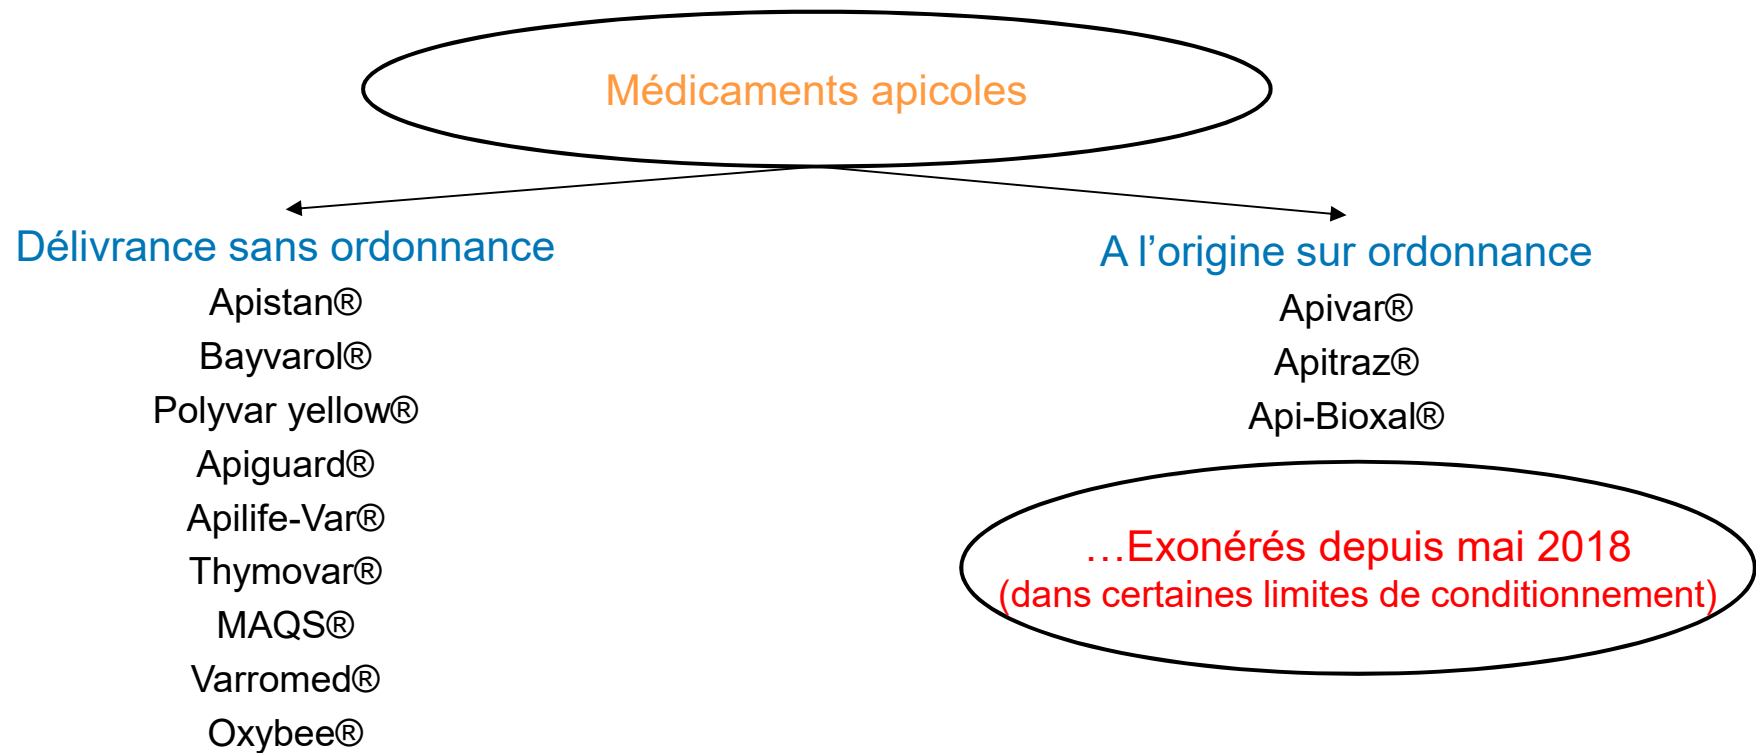 Médicaments apicoles
Délivrance sans ordonnance
Apistan®
Bayvarol®
Polyvar yellow®
Apiguard®
Apilife-Var®
Thymovar®
MAQS®
Varromed®
Oxybee®
A l’origine sur ordonnance
Apivar®
Apitraz®
Api-Bioxal®
…Exonérés depuis mai 2018
(dans certaines limites de conditionnement)